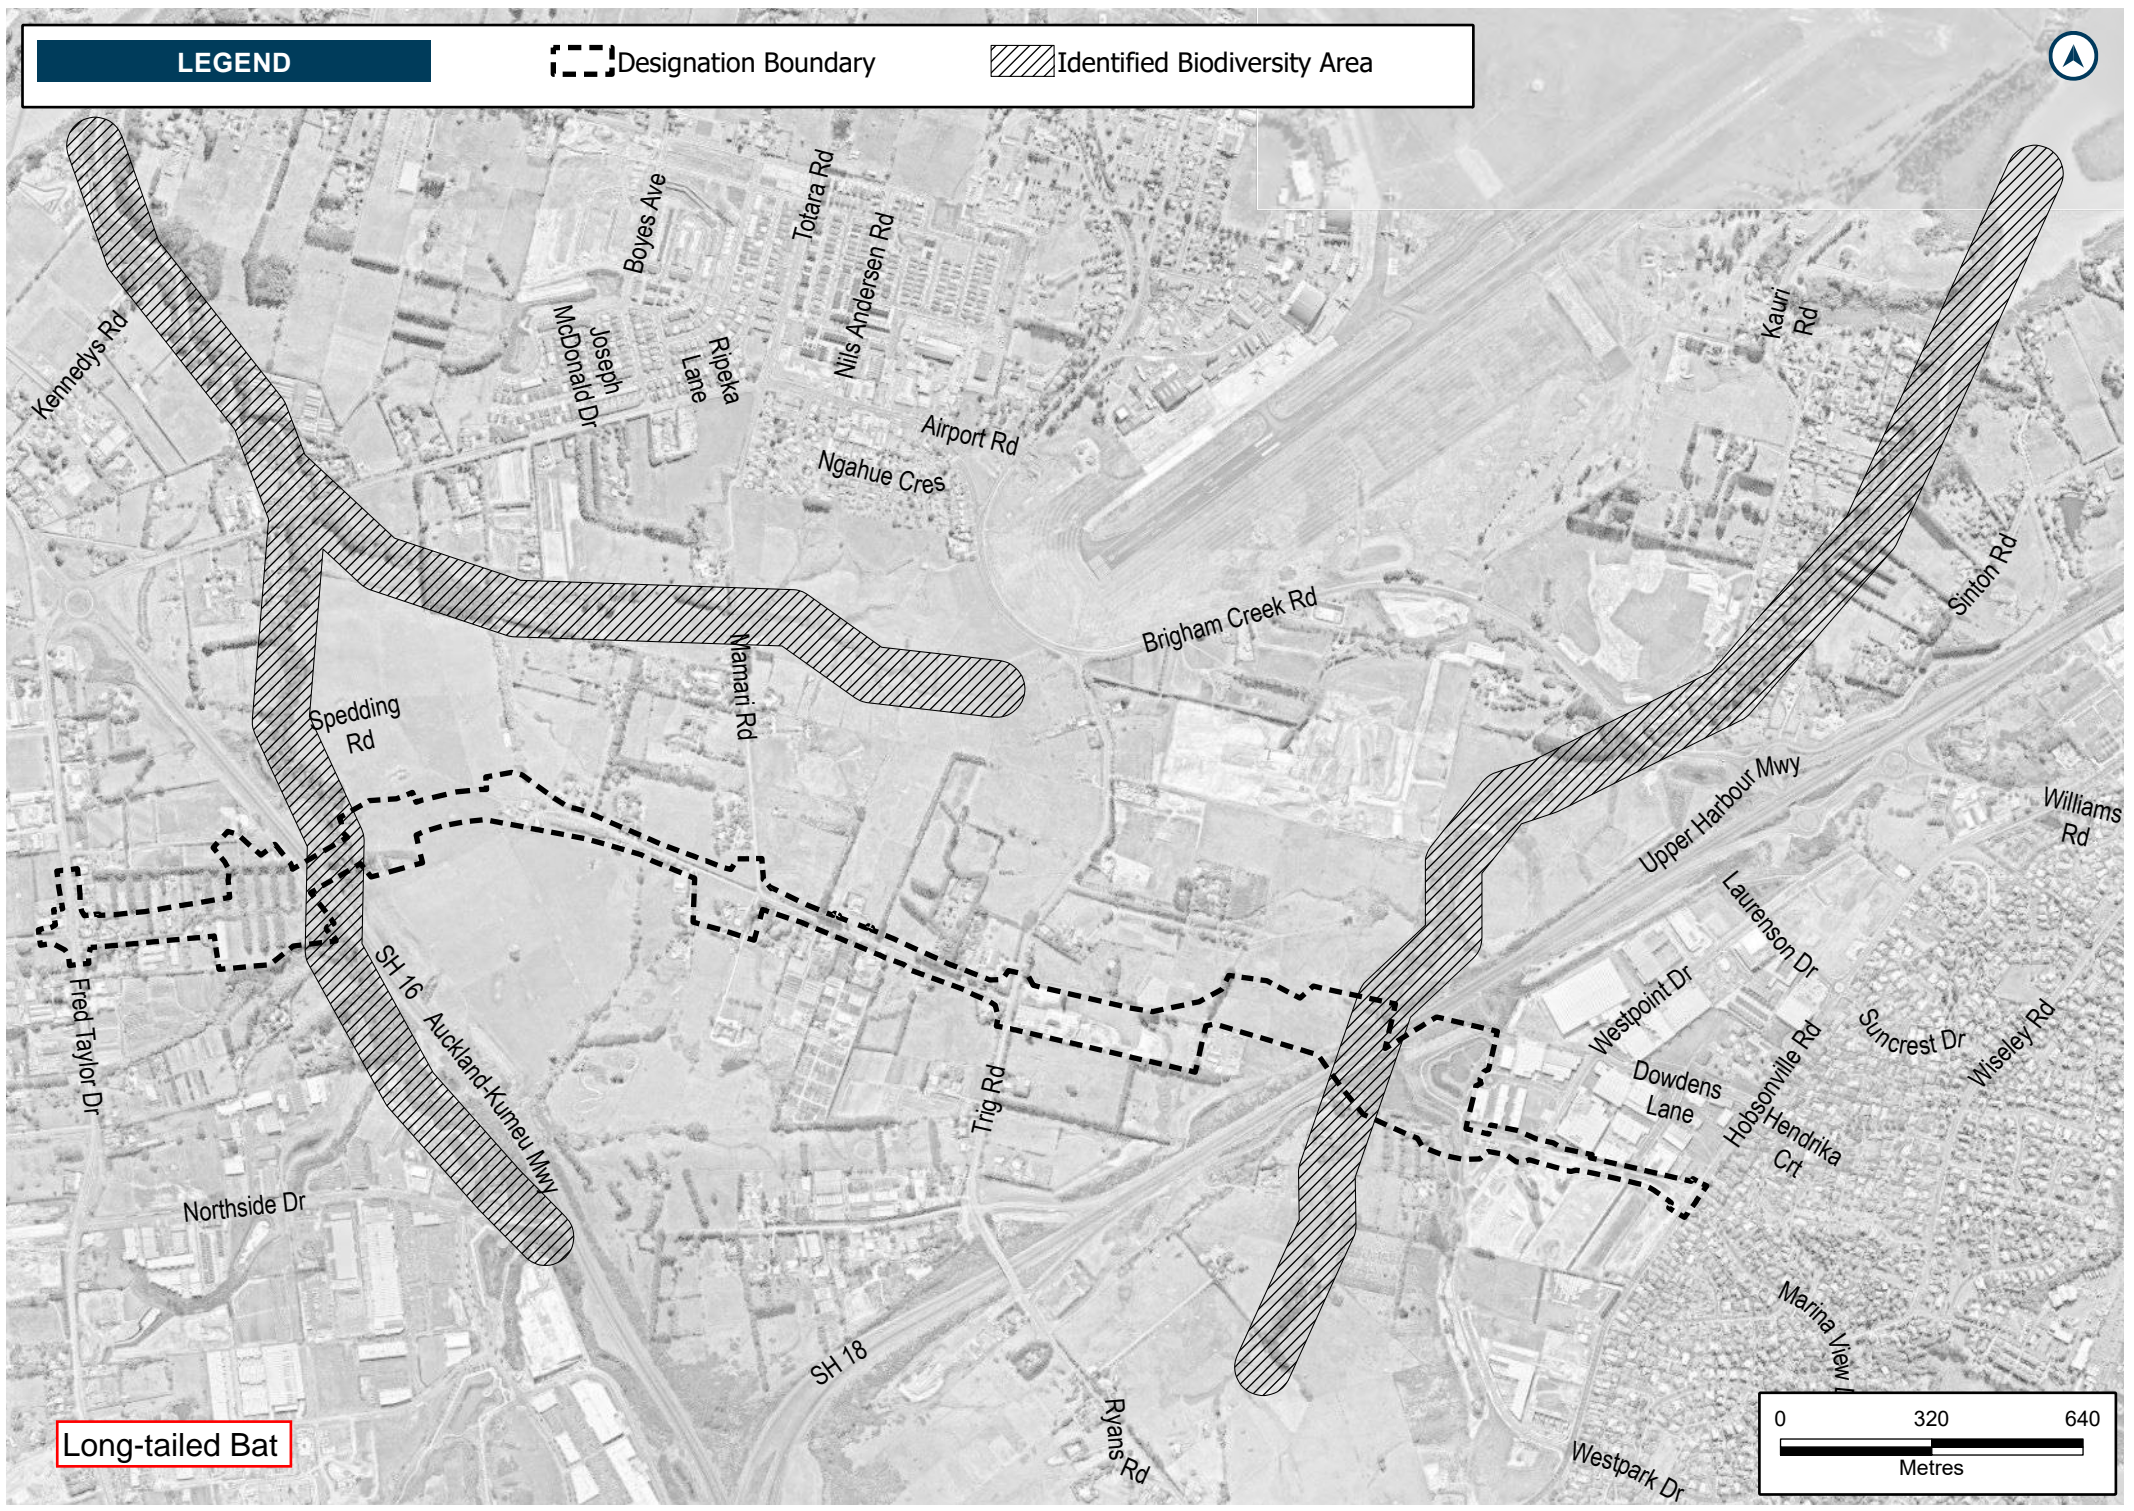 LEGEND
Designation Boundary
Identified Biodiversity Area
Boyes Ave
Totara Rd
Nils Andersen Rd
Kennedys Rd
Joseph
McDonald Dr
Ripeka
Lane
Kauri
Rd
Airport Rd
Ngahue Cres
Sinton Rd
Brigham Creek Rd
Mamari Rd
Spedding
Rd
Upper Harbour Mwy
Williams
Rd
Laurenson Dr
SH 16
Auckland-Kumeu Mwy
Fred Taylor Dr
Westpoint Dr
Suncrest Dr
Wiseley Rd
Dowdens
Lane
Hobsonville Rd
Hendrika
Crt
Trig Rd
Northside Dr
Marina View
SH 18
Ryans Rd
Westpark Dr
Long-tailed Bat
0 320 640
Metres